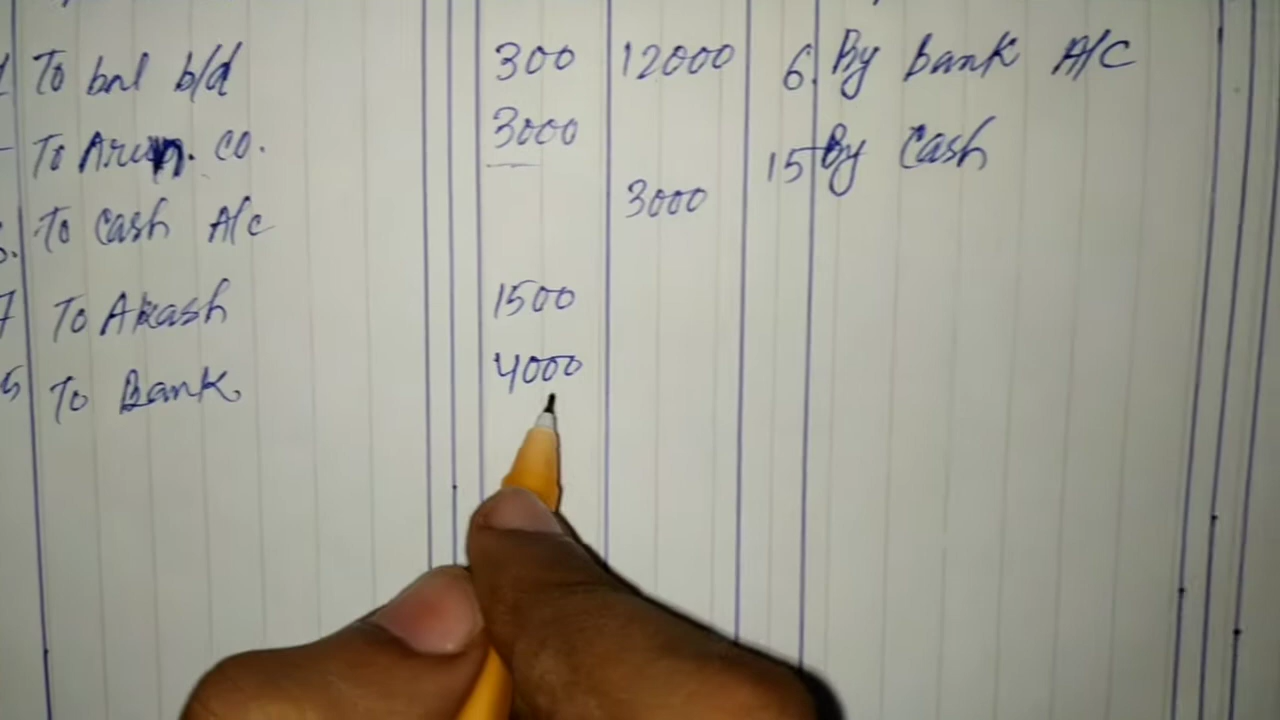 To bal b/d 300 12000 6. By bank A/C
To Arun. co. 3000 15 By Cash
To Cash A/c 3000
7 To Akash 1500
5 To Bank 4000